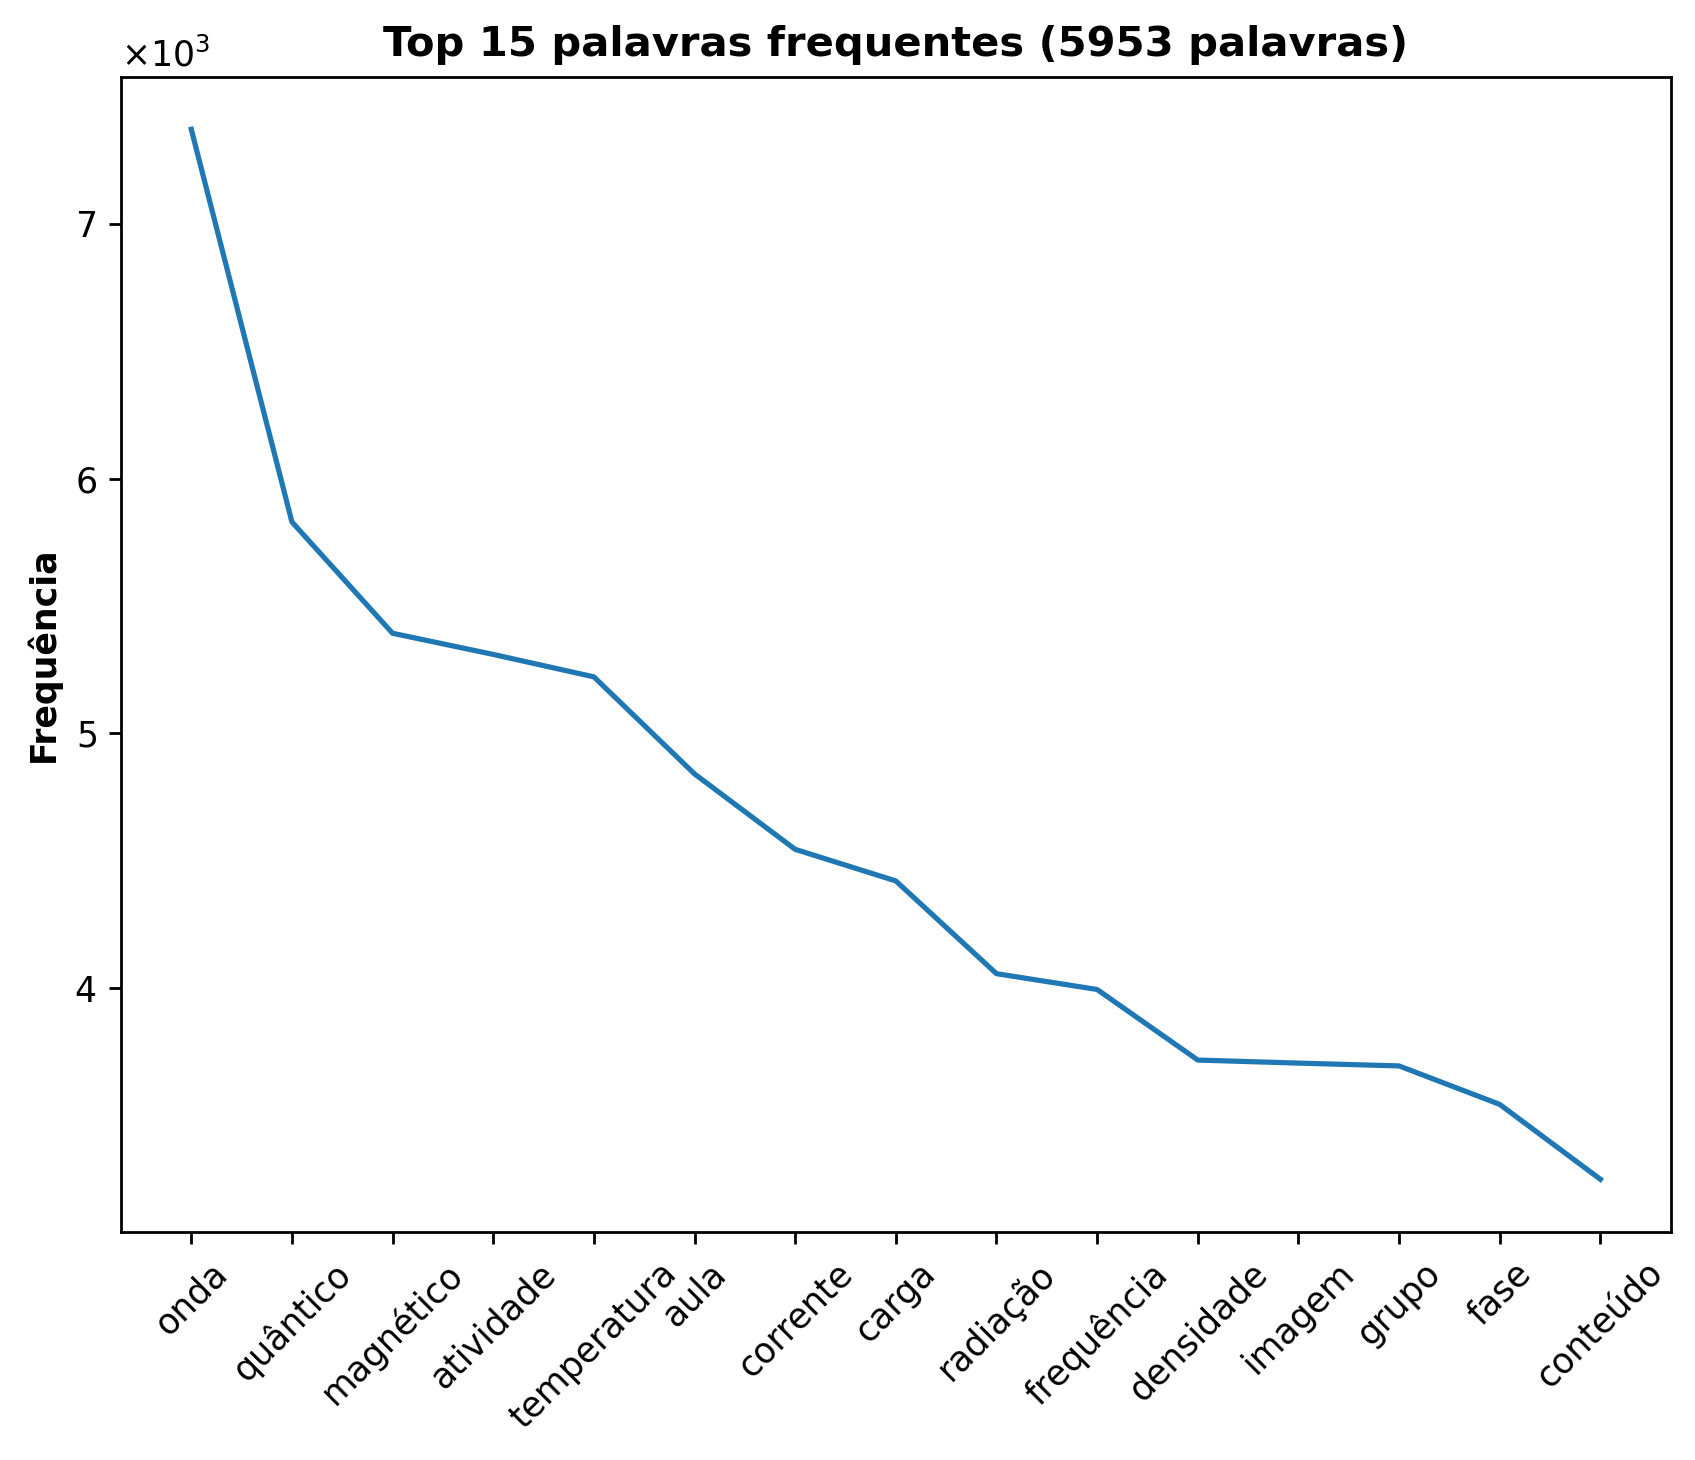 Top 15 palavras frequentes (5953 palavras)
×10³
7
6
5
4
Frequência
onda
quântico
magnético
atividade
temperatura
aula
corrente
carga
radiação
frequência
densidade
imagem
grupo
fase
conteúdo